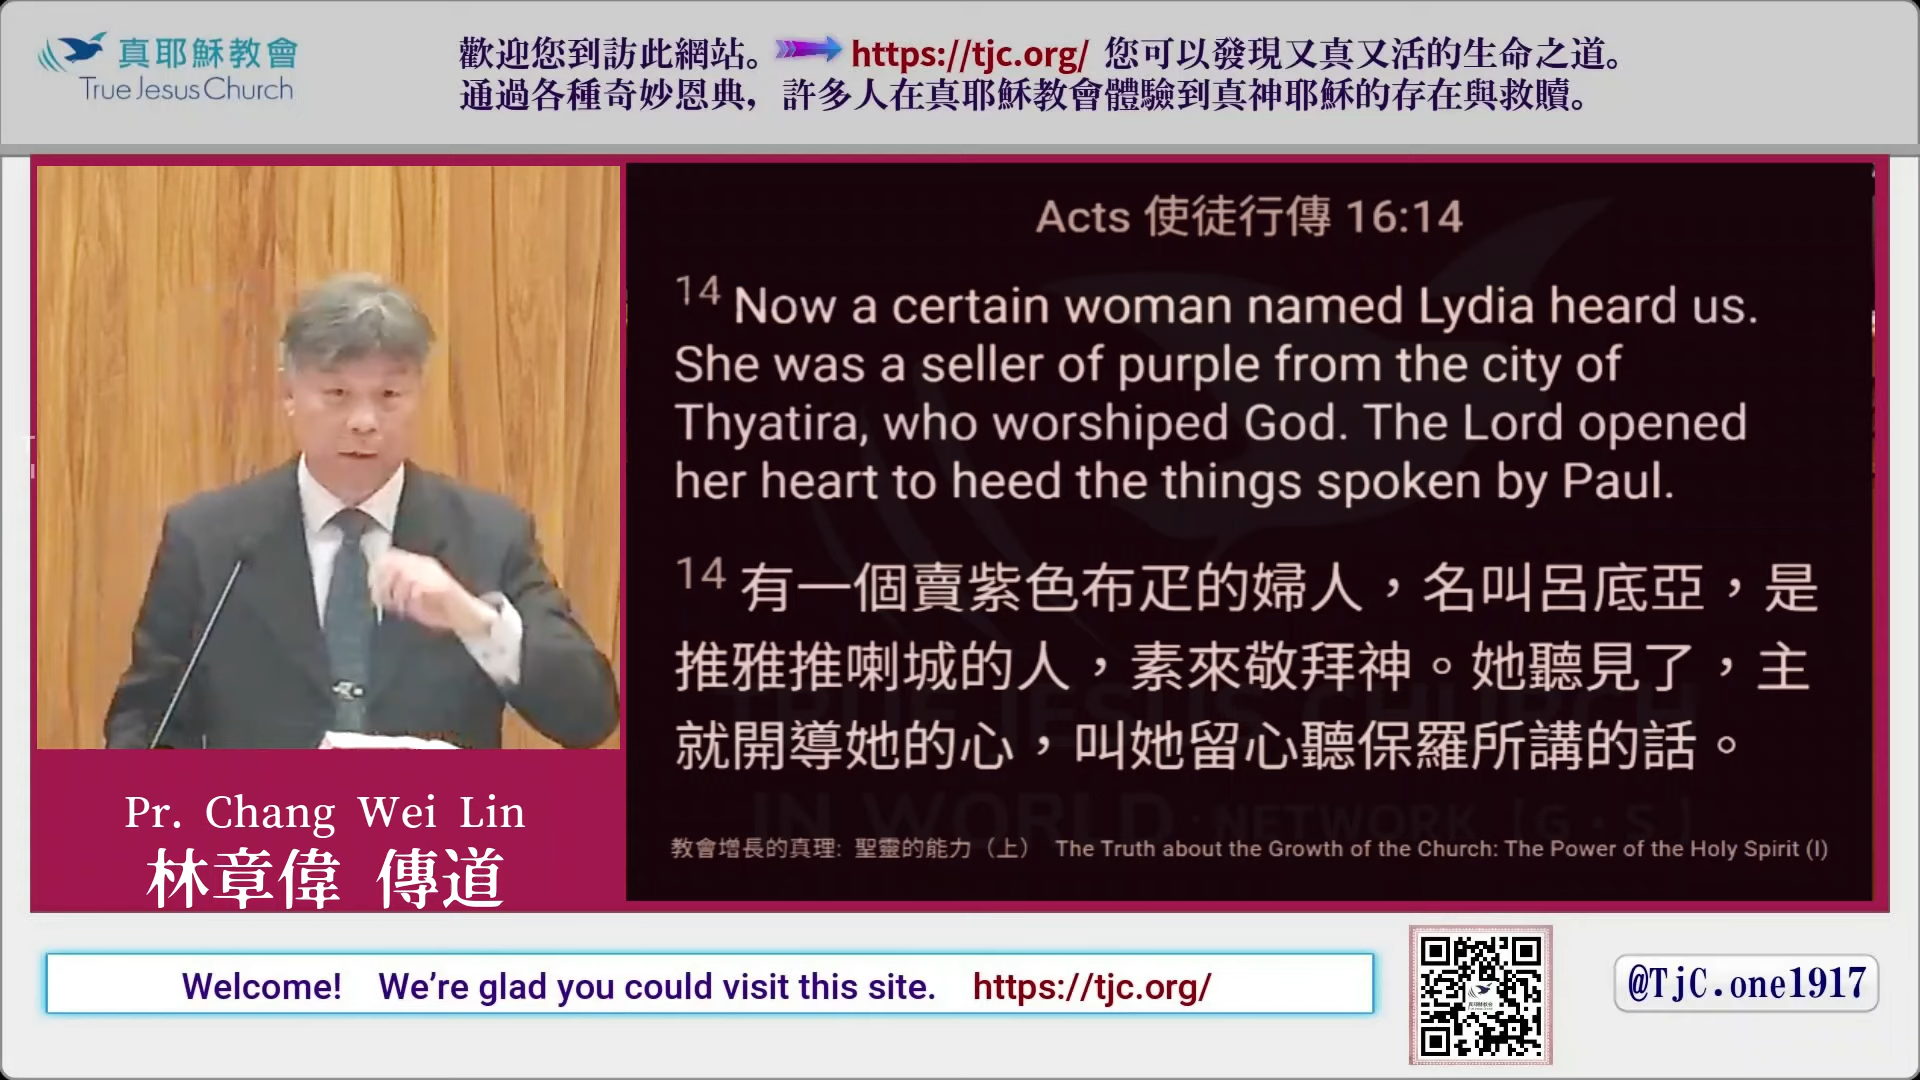 真耶穌教會
True Jesus Church
歡迎您到訪此網站。 https://tjc.org/ 您可以發現又真又活的生命之道。
通過各種奇妙恩典，許多人在真耶穌教會體驗到真神耶穌的存在與救贖。
Acts 使徒行傳 16:14
14 Now a certain woman named Lydia heard us.
She was a seller of purple from the city of
Thyatira, who worshiped God. The Lord opened
her heart to heed the things spoken by Paul.
14 有一個賣紫色布疋的婦人，名叫呂底亞，是
推雅推喇城的人，素來敬拜神。她聽見了，主
就開導她的心，叫她留心聽保羅所講的話。
TRUE JESUS CHURCH
IN WORLD · NETWORK (G · S)
教會增長的真理: 聖靈的能力（上） The Truth about the Growth of the Church: The Power of the Holy Spirit (I)
Pr. Chang Wei Lin
林章偉 傳道
Welcome! We’re glad you could visit this site. https://tjc.org/
@TjC.one1917